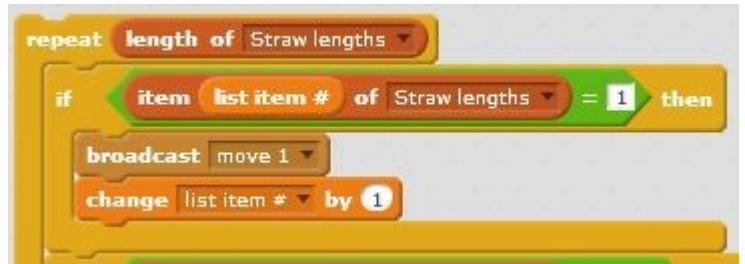 repeat length of Straw lengths
if item list item # of Straw lengths = 1 then
broadcast move 1
change list item # by 1